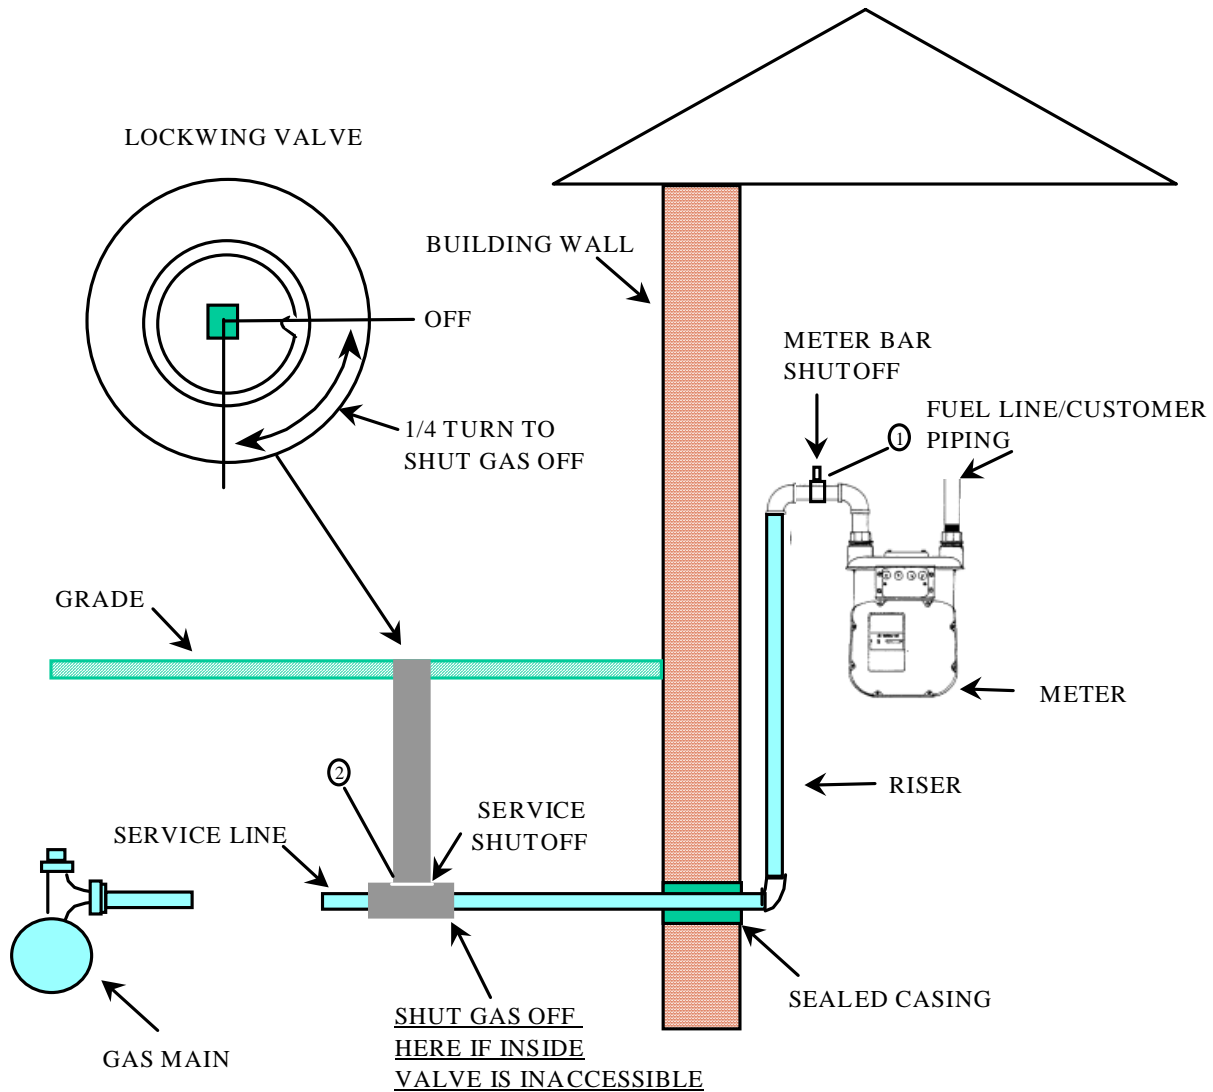 LOCKWING VALVE
BUILDING WALL
OFF
METER BAR
SHUTOFF
1/4 TURN TO
SHUT GAS OFF
1
FUEL LINE/CUSTOMER
PIPING
GRADE
METER
2
RISER
SERVICE
SHUTOFF
SERVICE LINE
SEALED CASING
SHUT GAS OFF
HERE IF INSIDE
VALVE IS INACCESSIBLE
GAS MAIN